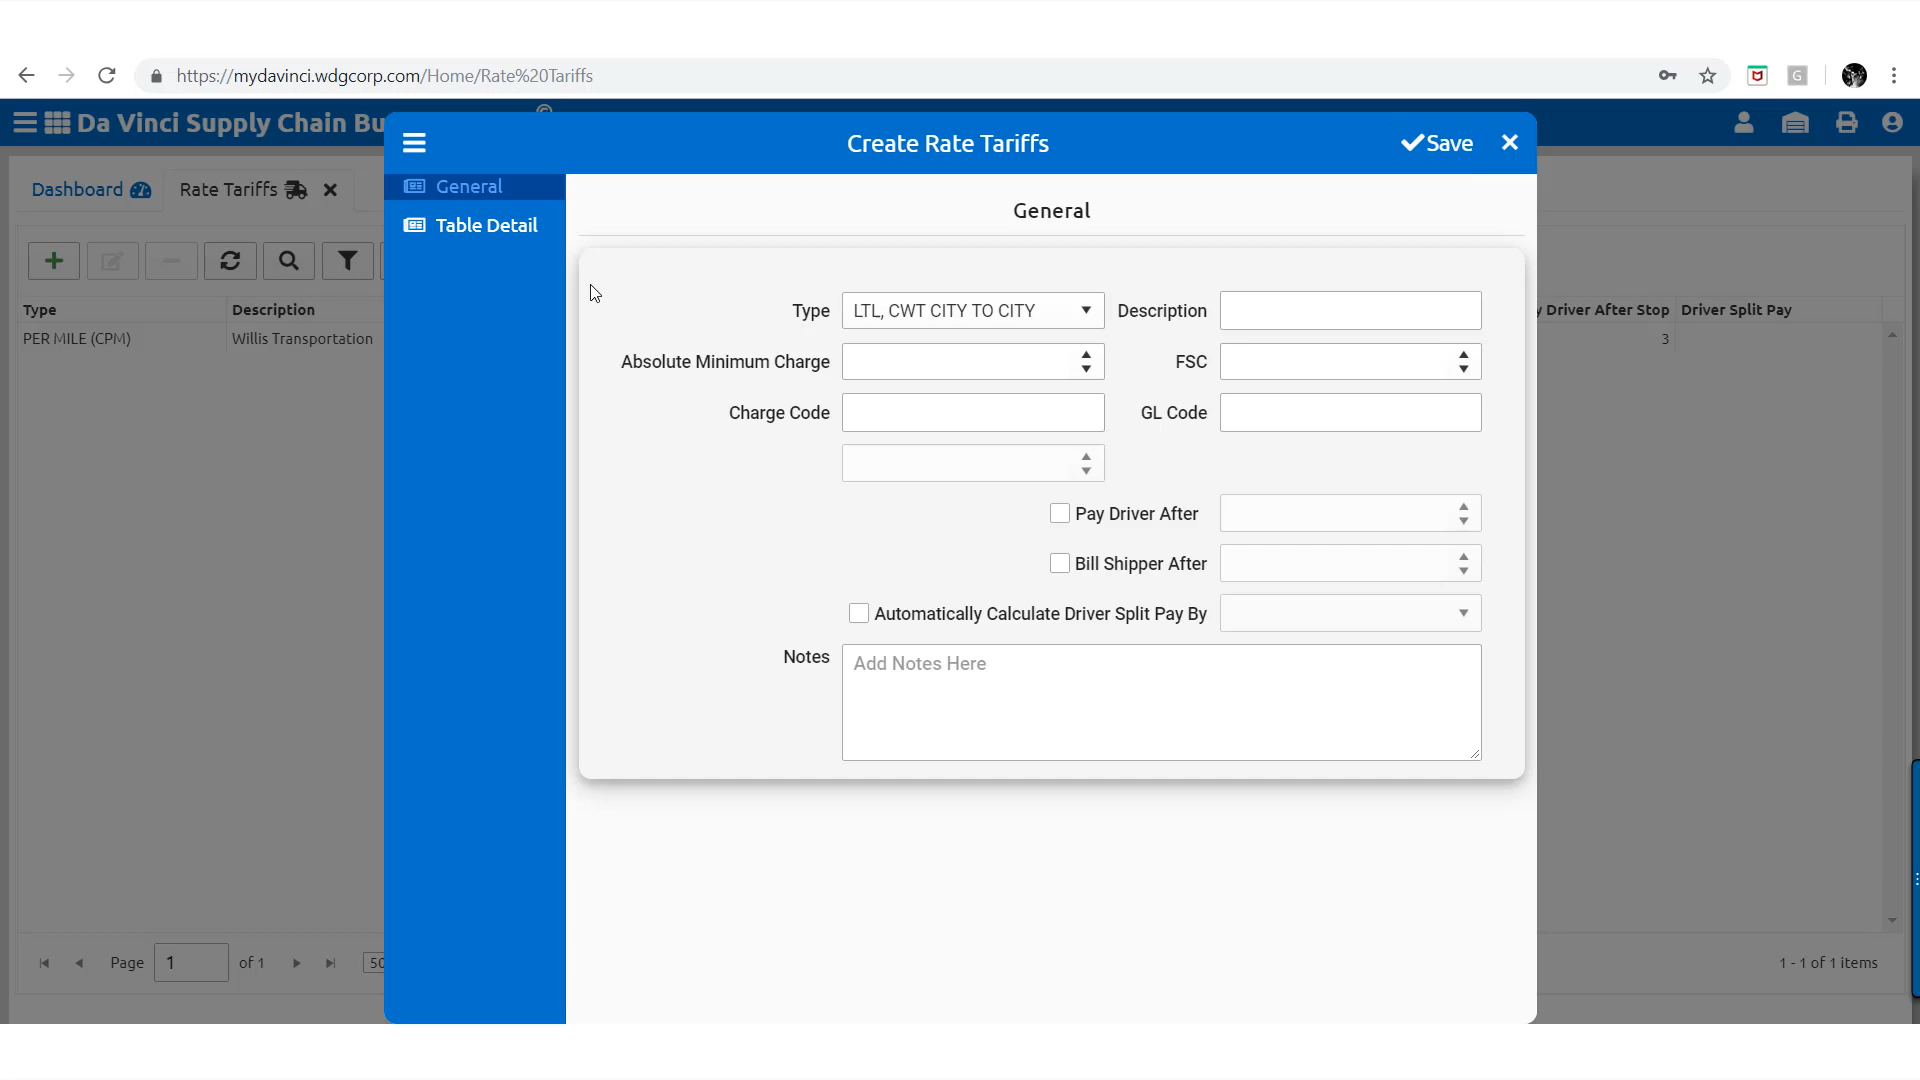 https://mydavinci.wdgcorp.com/Home/Rate%20Tariffs
G
Da Vinci Supply Chain Bu
Create Rate Tariffs
Save
Dashboard
Rate Tariffs
General
Table Detail
General
Type
Description
Driver After Stop
Driver Split Pay
PER MILE (CPM)
Willis Transportation
3
Type
LTL, CWT CITY TO CITY
Description
Absolute Minimum Charge
FSC
Charge Code
GL Code
Pay Driver After
Bill Shipper After
Automatically Calculate Driver Split Pay By
Notes
Add Notes Here
Page
1
of 1
50
1 - 1 of 1 items